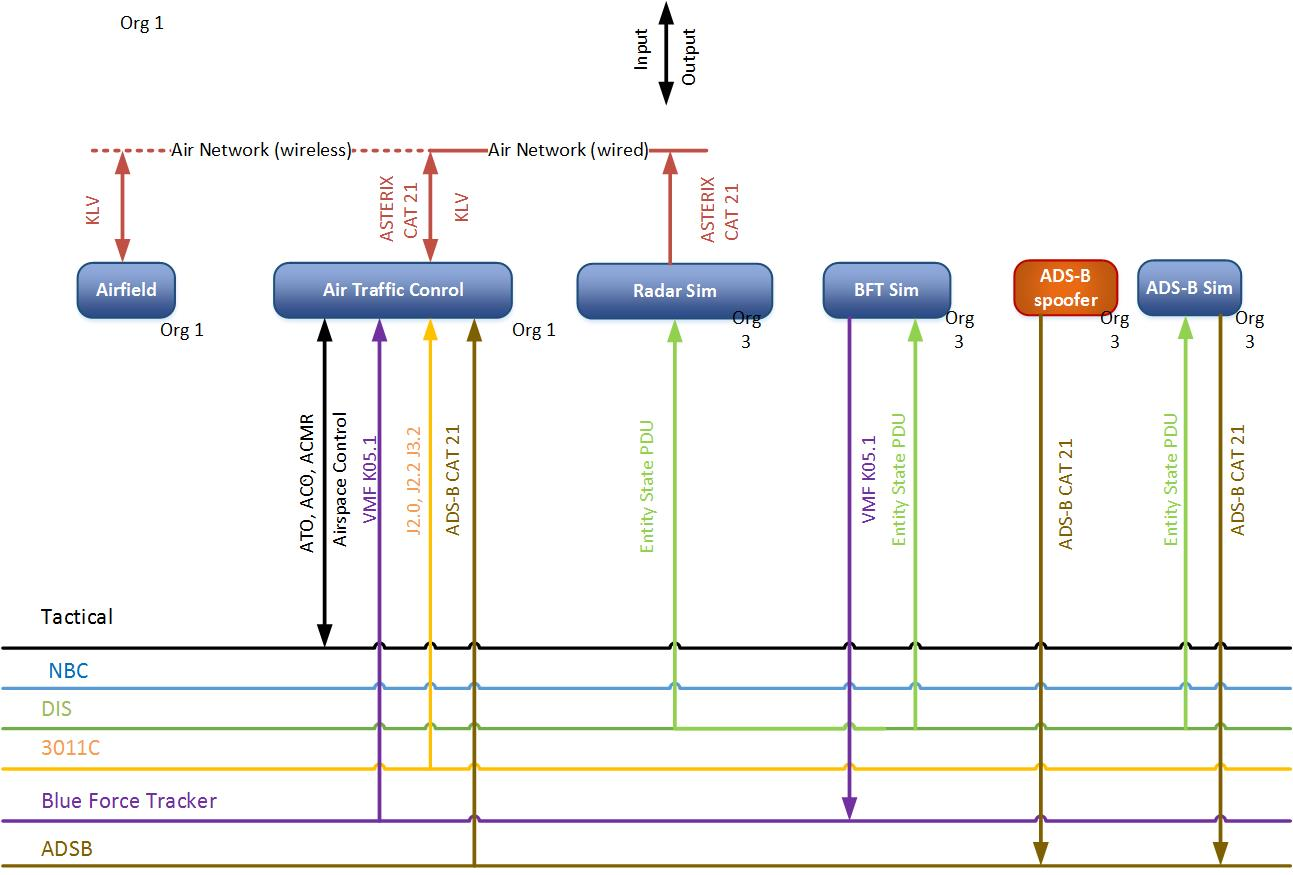 Org 1
Input
Output
Air Network (wireless)
Air Network (wired)
KLV
ASTERIX
CAT 21
KLV
ASTERIX
CAT 21
Airfield
Org 1
Air Traffic Conrol
Org 1
Radar Sim
Org
3
BFT Sim
Org
3
ADS-B
spoofer
Org
3
ADS-B Sim
Org
3
ATO, ACO, ACMR
Airspace Control
VMF K05.1
J2.0, J2.2 J3.2
ADS-B CAT 21
Entity State PDU
VMF K05.1
Entity State PDU
ADS-B CAT 21
Entity State PDU
ADS-B CAT 21
Tactical
NBC
DIS
3011C
Blue Force Tracker
ADSB